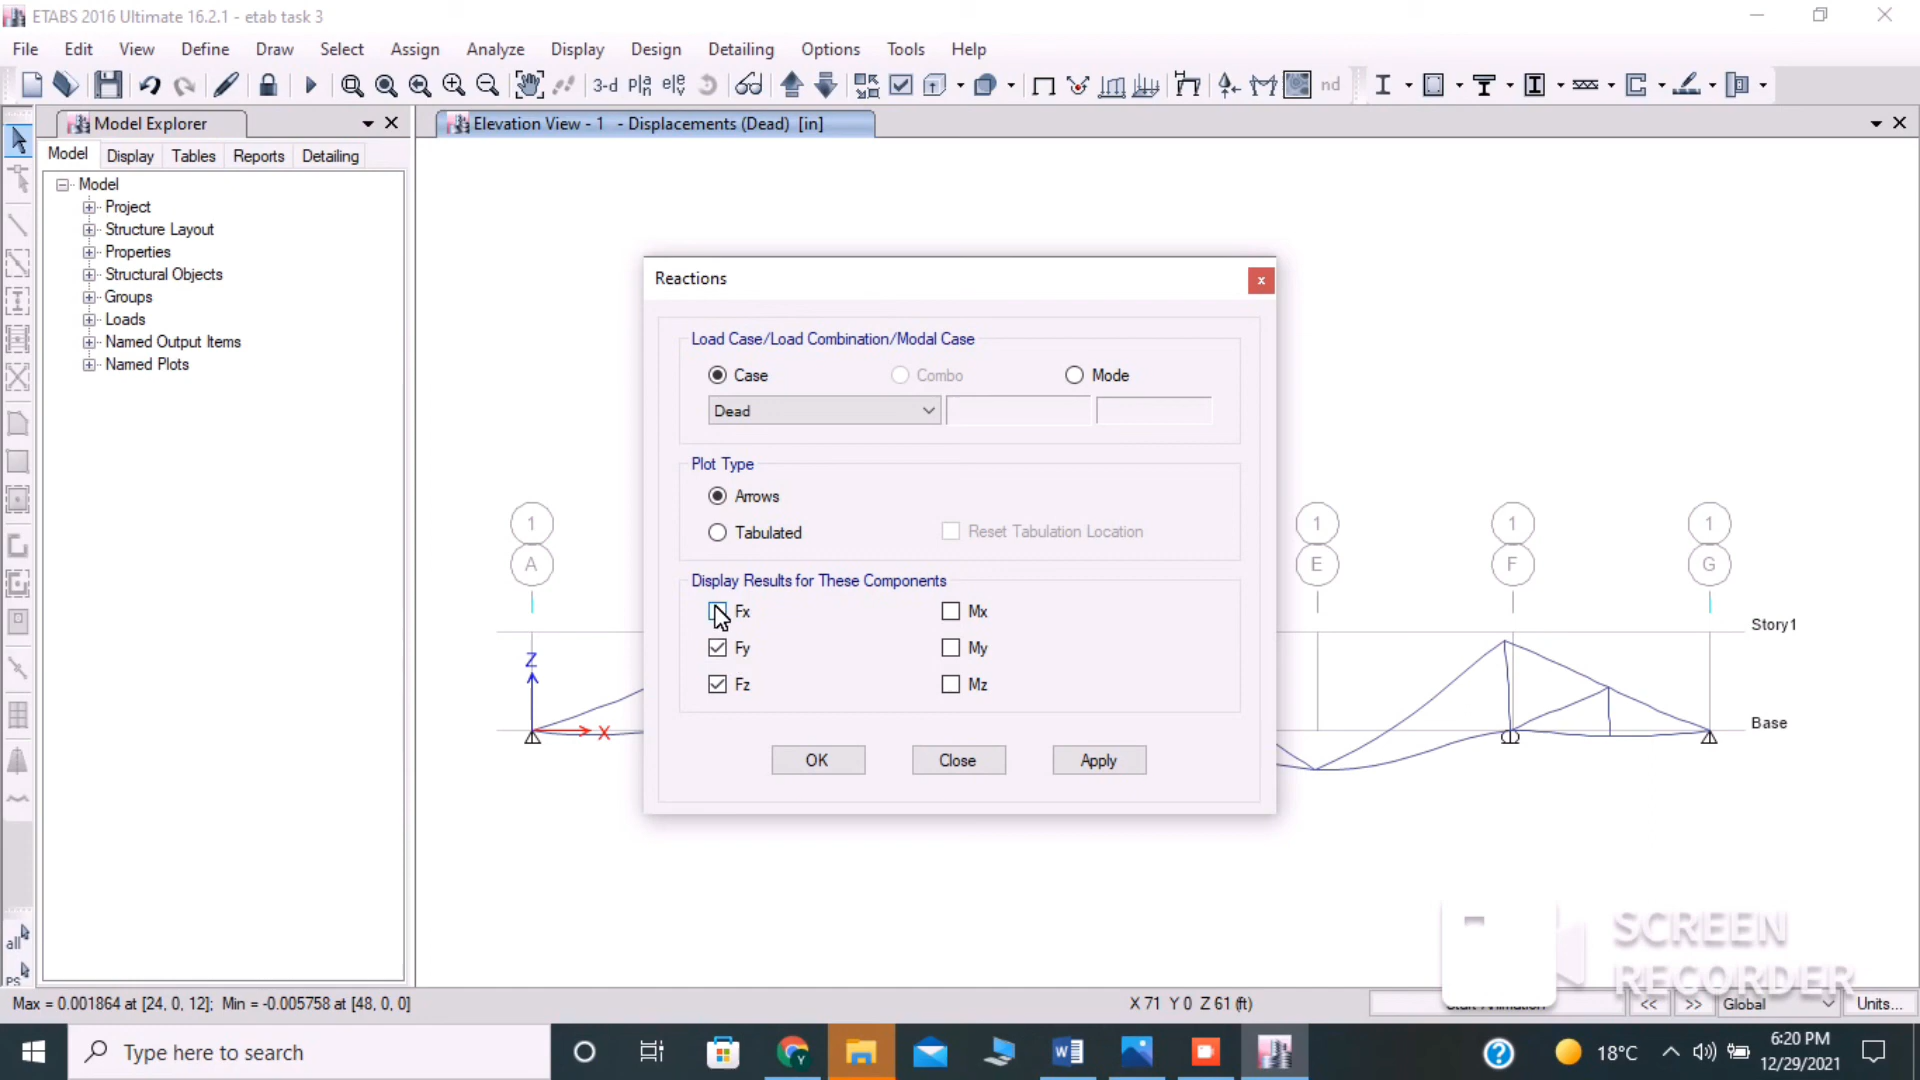 ETABS 2016 Ultimate 16.2.1 - etab task 3
File Edit View Define Draw Select Assign Analyze Display Design Detailing Options Tools Help
3-d nd
Model Explorer
Elevation View - 1 - Displacements (Dead) [in]
Model Display Tables Reports Detailing
Model
Project
Structure Layout
Properties
Structural Objects
Groups
Loads
Named Output Items
Named Plots
Reactions
x
Load Case/Load Combination/Modal Case
Case Combo Mode
Dead
Plot Type
Arrows
Tabulated Reset Tabulation Location
Display Results for These Components
Fx Mx
Fy My
Fz Mz
OK Close Apply
1 1 1 1
A E F G
Story1
Z
Base
X
all
PS
SCREEN
RECORDER
Max = 0.001864 at [24, 0, 12]; Min = -0.005758 at [48, 0, 0]
X 71 Y 0 Z 61 (ft)
<< >> Global Units...
Type here to search
18°C
6:20 PM
12/29/2021